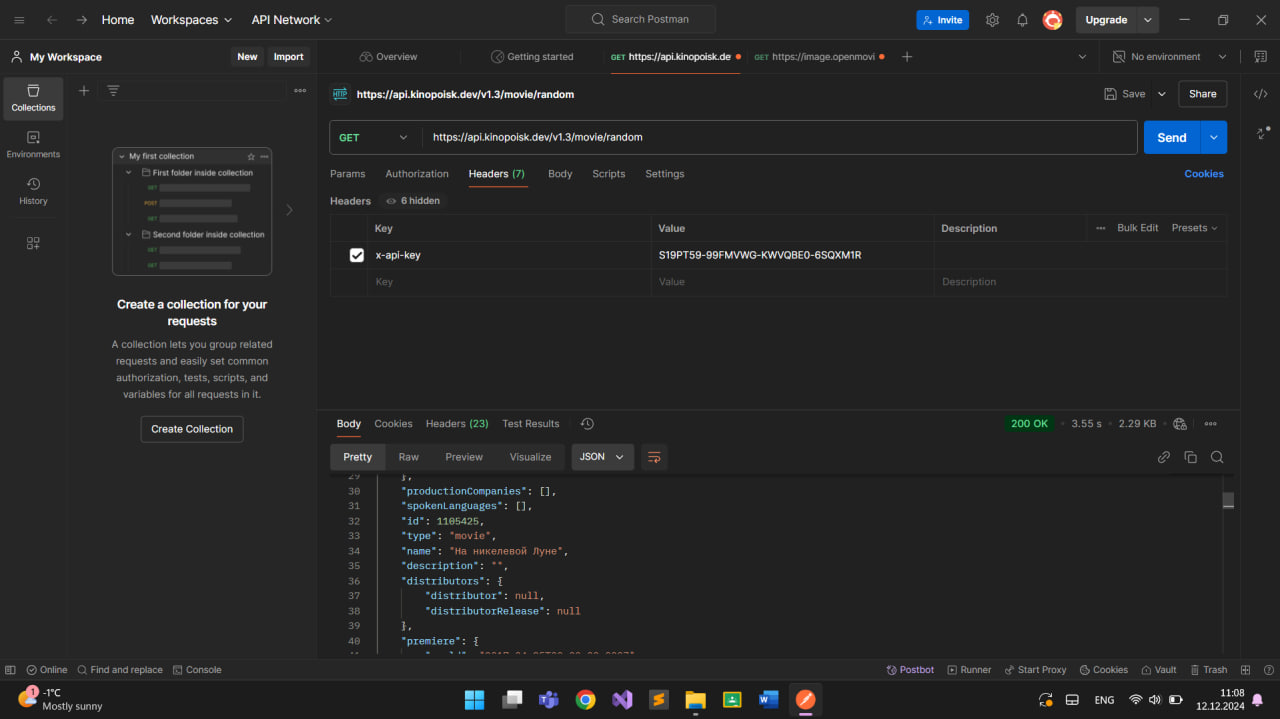 Home Workspaces API Network Search Postman Invite Upgrade
My Workspace New Import Overview Getting started GET https://api.kinopoisk.de GET https://image.openmovi No environment
Collections
Environments
History
My first collection
First folder inside collection
GET
POST
GET
Second folder inside collection
GET
GET
Create a collection for your
requests
A collection lets you group related
requests and easily set common
authorization, tests, scripts, and
variables for all requests in it.
Create Collection
HTTP https://api.kinopoisk.dev/v1.3/movie/random Save Share
GET https://api.kinopoisk.dev/v1.3/movie/random Send
Params Authorization Headers (7) Body Scripts Settings Cookies
Headers 6 hidden
Key Value Description Bulk Edit Presets
x-api-key S19PT59-99FMVWG-KWVQBE0-6SQXM1R
Key Value Description
Body Cookies Headers (23) Test Results 200 OK 3.55 s 2.29 KB
Pretty Raw Preview Visualize JSON
29 },
30 "productionCompanies": [],
31 "spokenLanguages": [],
32 "id": 1105425,
33 "type": "movie",
34 "name": "На никелевой Луне",
35 "description": "",
36 "distributors": {
37 "distributor": null,
38 "distributorRelease": null
39 },
40 "premiere": {
Online Find and replace Console Postbot Runner Start Proxy Cookies Vault Trash
1 -1°C
Mostly sunny
ENG
11:08
12.12.2024